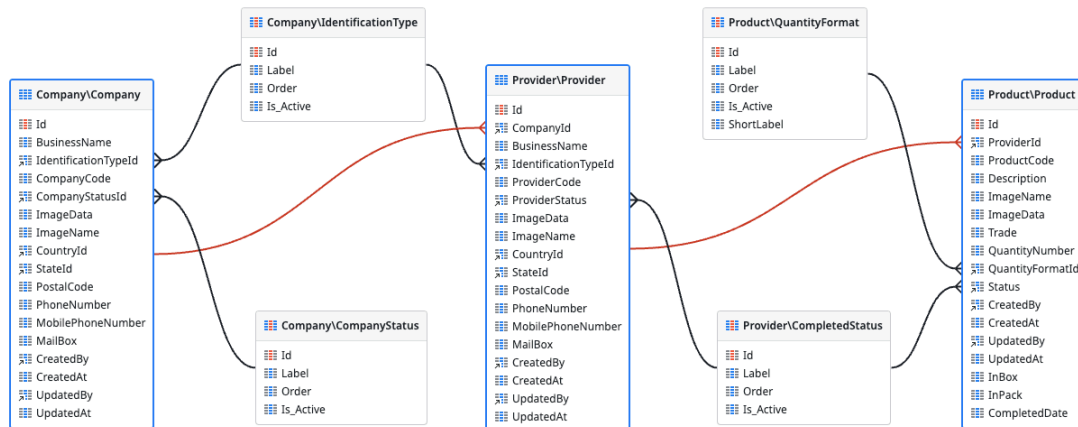 Company\IdentificationType
Id
Label
Order
Is_Active
Product\QuantityFormat
Id
Label
Order
Is_Active
ShortLabel
Company\Company
Id
BusinessName
IdentificationTypeId
CompanyCode
CompanyStatusId
ImageData
ImageName
CountryId
StateId
PostalCode
PhoneNumber
MobilePhoneNumber
MailBox
CreatedBy
CreatedAt
UpdatedBy
UpdatedAt
Provider\Provider
Id
CompanyId
BusinessName
IdentificationTypeId
ProviderCode
ProviderStatus
ImageData
ImageName
CountryId
StateId
PostalCode
PhoneNumber
MobilePhoneNumber
MailBox
CreatedBy
CreatedAt
UpdatedBy
UpdatedAt
Product\Product
Id
ProviderId
ProductCode
Description
ImageName
ImageData
Trade
QuantityNumber
QuantityFormatId
Status
CreatedBy
CreatedAt
UpdatedBy
UpdatedAt
InBox
InPack
CompletedDate
Company\CompanyStatus
Id
Label
Order
Is_Active
Provider\CompletedStatus
Id
Label
Order
Is_Active